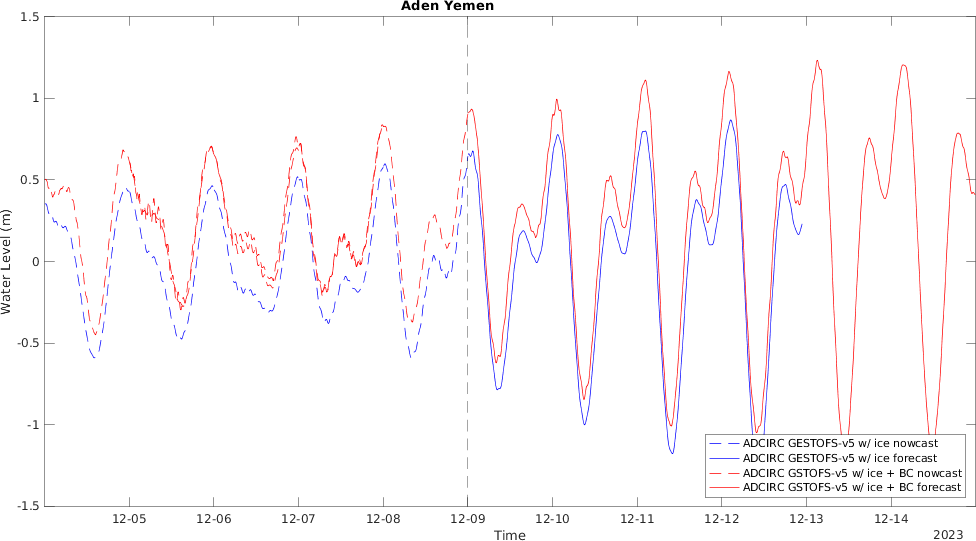 Aden Yemen
1.5
1
0.5
0
-0.5
-1
-1.5
Water Level (m)
12-05 12-06 12-07 12-08 12-09 12-10 12-11 12-12 12-13 12-14
Time
2023
ADCIRC GESTOFS-v5 w/ ice nowcast
ADCIRC GESTOFS-v5 w/ ice forecast
ADCIRC GSTOFS-v5 w/ ice + BC nowcast
ADCIRC GSTOFS-v5 w/ ice + BC forecast